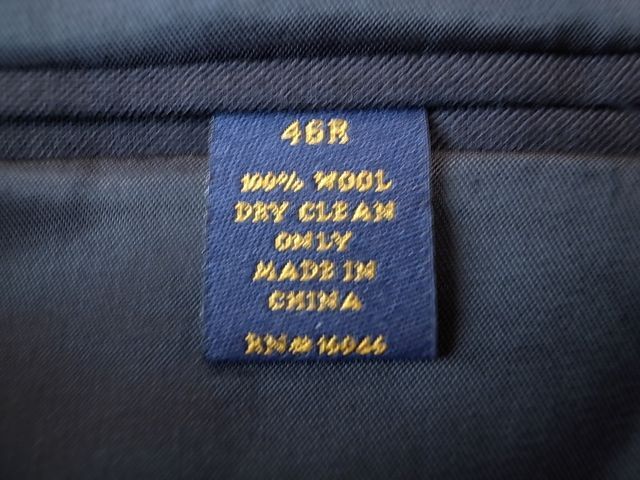 46R
100% WOOL
DRY CLEAN
ONLY
MADE IN
CHINA
RN#16046